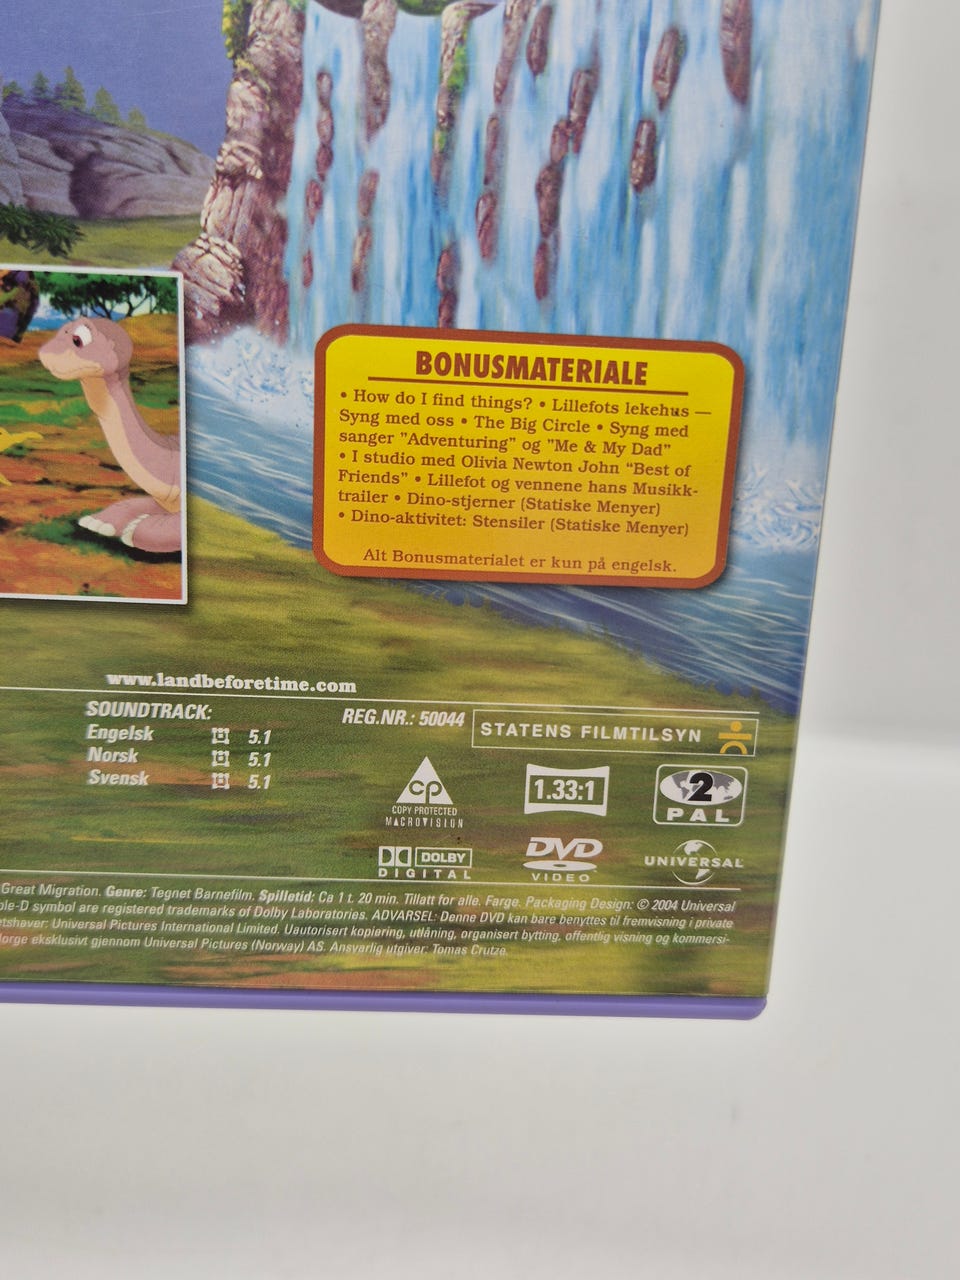 BONUSMATERIALE
• How do I find things? • Lillefots lekehus —
Syng med oss • The Big Circle • Syng med
sanger "Adventuring" og "Me & My Dad"
• I studio med Olivia Newton John "Best of
Friends" • Lillefot og vennene hans Musikk-
trailer • Dino-stjerner (Statiske Menyer)
• Dino-aktivitet: Stensiler (Statiske Menyer)
Alt Bonusmaterialet er kun på engelsk.
www.landbeforetime.com
SOUNDTRACK:
Engelsk 5.1
Norsk 5.1
Svensk 5.1
REG.NR.: 50044
STATENS FILMTILSYN
CP
COPY PROTECTED
MACROVISION
1.33:1
2
PAL
DOLBY
DIGITAL
DVD
VIDEO
UNIVERSAL
Great Migration. Genre: Tegnet Barnefilm. Spilletid: Ca 1 t. 20 min. Tillatt for alle. Farge. Packaging Design: © 2004 Universal
ble-D symbol are registered trademarks of Dolby Laboratories. ADVARSEL: Denne DVD kan bare benyttes til fremvisning i private
etshaver: Universal Pictures International Limited. Uautorisert kopiering, utlåning, organisert bytting, offentlig visning og kommersi-
Norge eksklusivt gjennom Universal Pictures (Norway) AS. Ansvarlig utgiver: Tomas Crutze.